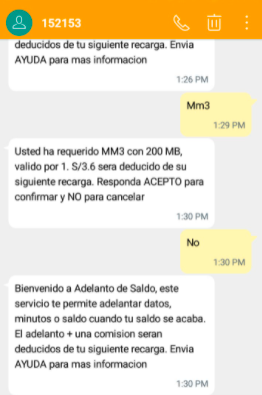 152153
deducidos de tu siguiente recarga. Envia
AYUDA para mas informacion
1:26 PM
Mm3
1:29 PM
Usted ha requerido MM3 con 200 MB,
valido por 1. S/3.6 sera deducido de su
siguiente recarga. Responda ACEPTO para
confirmar y NO para cancelar
1:30 PM
No
1:30 PM
Bienvenido a Adelanto de Saldo, este
servicio te permite adelantar datos,
minutos o saldo cuando tu saldo se acaba.
El adelanto + una comision seran
deducidos de tu siguiente recarga. Envia
AYUDA para mas informacion
1:30 PM